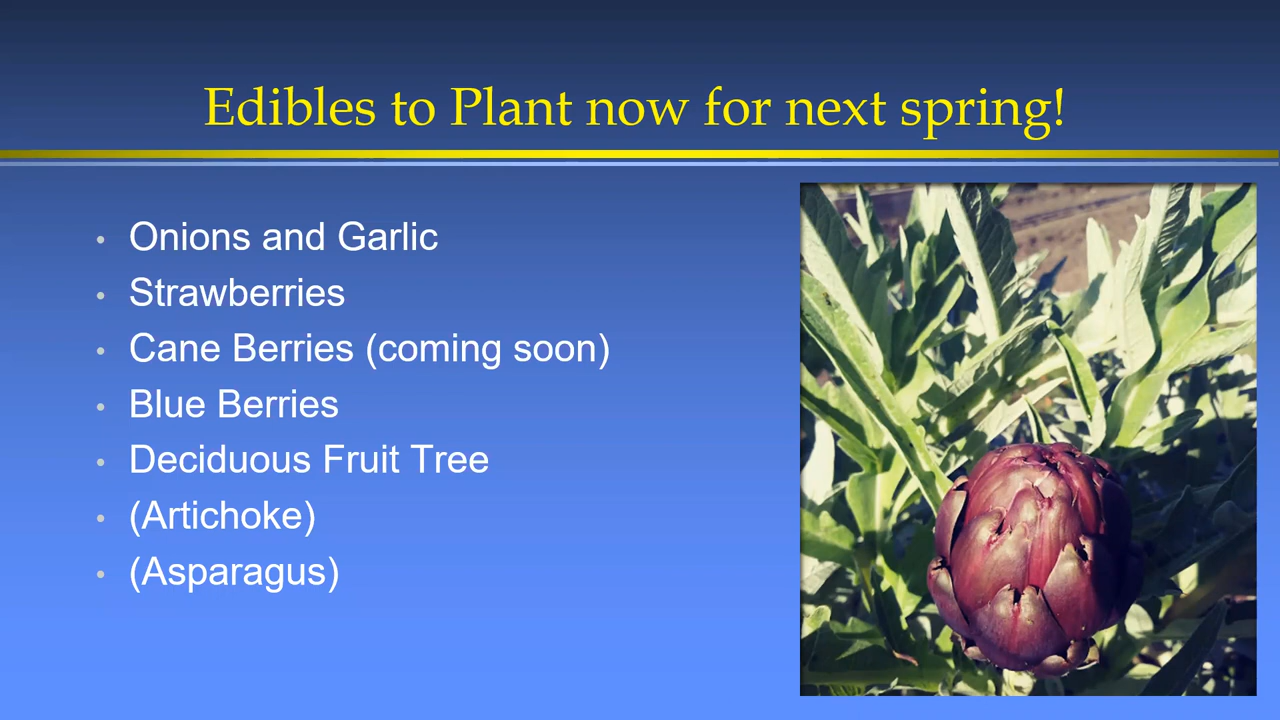 Edibles to Plant now for next spring!
• Onions and Garlic
• Strawberries
• Cane Berries (coming soon)
• Blue Berries
• Deciduous Fruit Tree
• (Artichoke)
• (Asparagus)